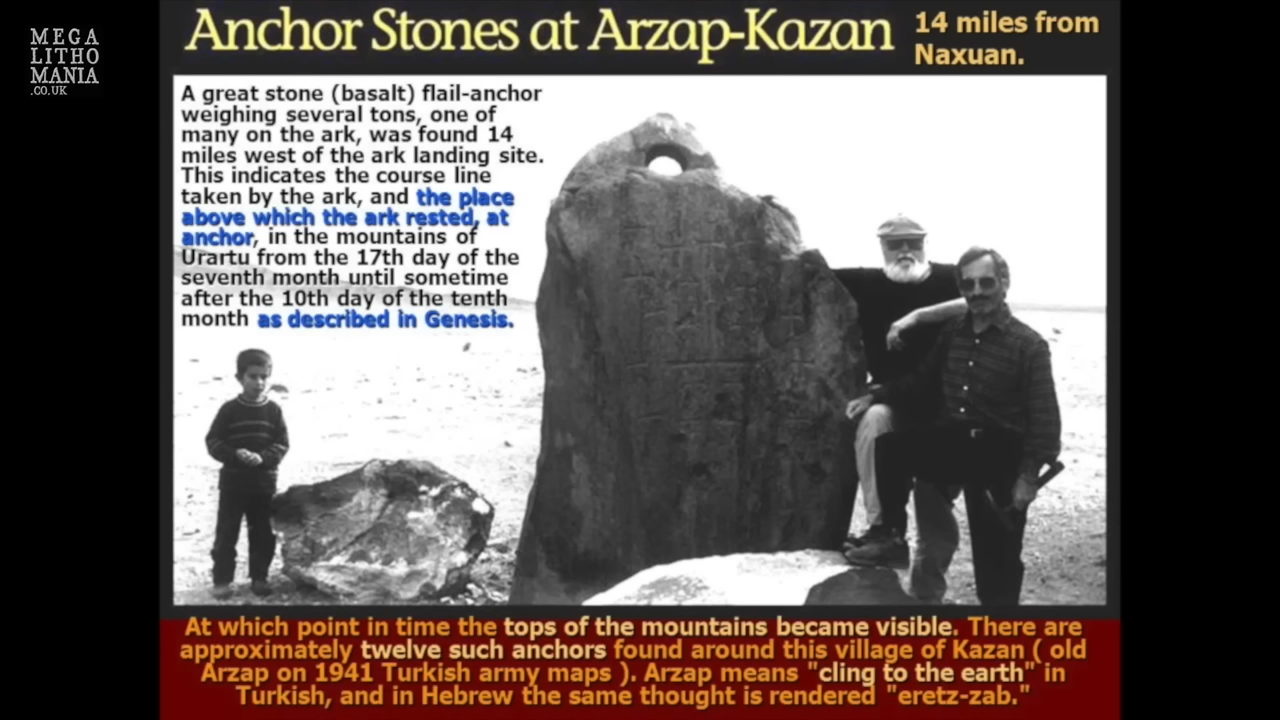 MEGA
LITHO
MANIA
.CO.UK
Anchor Stones at Arzap-Kazan
14 miles from
Naxuan.
A great stone (basalt) flail-anchor
weighing several tons, one of
many on the ark, was found 14
miles west of the ark landing site.
This indicates the course line
taken by the ark, and the place
above which the ark rested, at
anchor, in the mountains of
Urartu from the 17th day of the
seventh month until sometime
after the 10th day of the tenth
month as described in Genesis.
At which point in time the tops of the mountains became visible. There are
approximately twelve such anchors found around this village of Kazan ( old
Arzap on 1941 Turkish army maps ). Arzap means "cling to the earth" in
Turkish, and in Hebrew the same thought is rendered "eretz-zab."